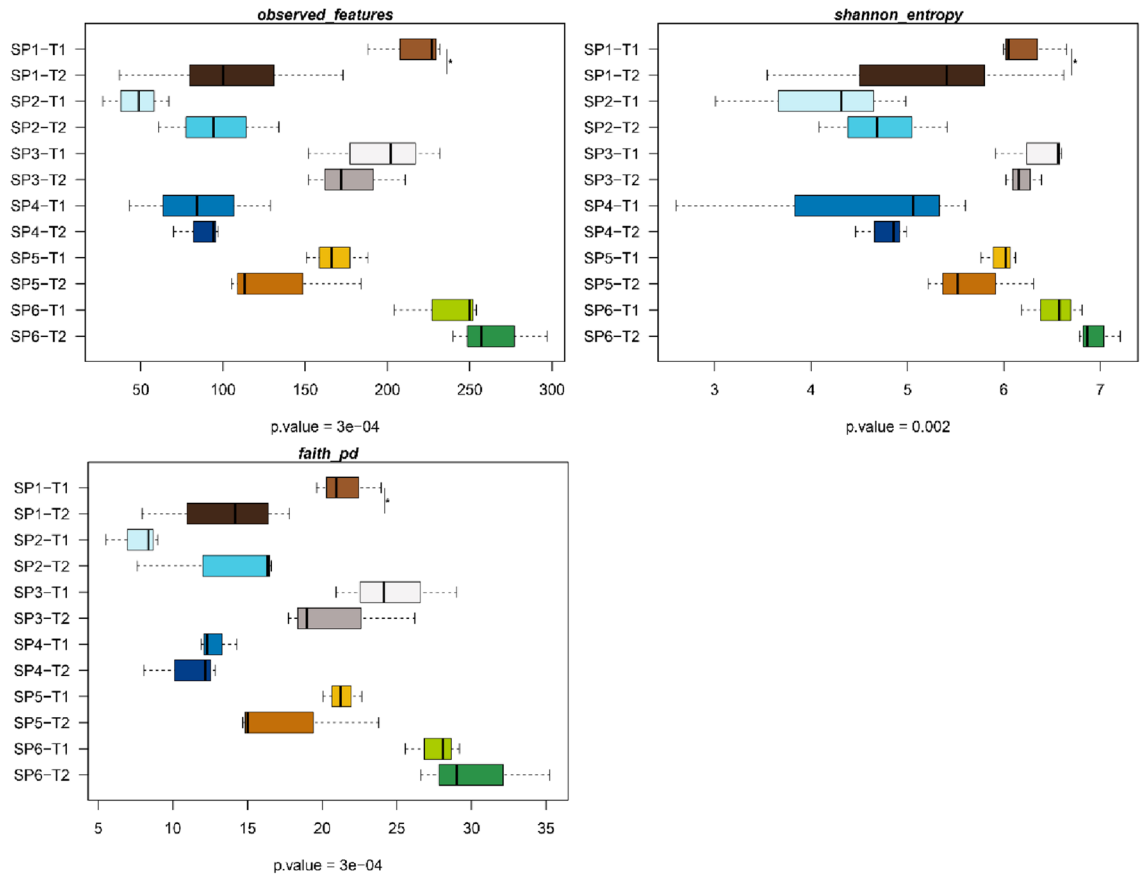 observed_features
SP1-T1
*
SP1-T2
SP2-T1
SP2-T2
SP3-T1
SP3-T2
SP4-T1
SP4-T2
SP5-T1
SP5-T2
SP6-T1
SP6-T2
50 100 150 200 250 300
p.value = 3e-04
shannon_entropy
SP1-T1
*
SP1-T2
SP2-T1
SP2-T2
SP3-T1
SP3-T2
SP4-T1
SP4-T2
SP5-T1
SP5-T2
SP6-T1
SP6-T2
3 4 5 6 7
p.value = 0.002
faith_pd
SP1-T1
*
SP1-T2
SP2-T1
SP2-T2
SP3-T1
SP3-T2
SP4-T1
SP4-T2
SP5-T1
SP5-T2
SP6-T1
SP6-T2
5 10 15 20 25 30 35
p.value = 3e-04